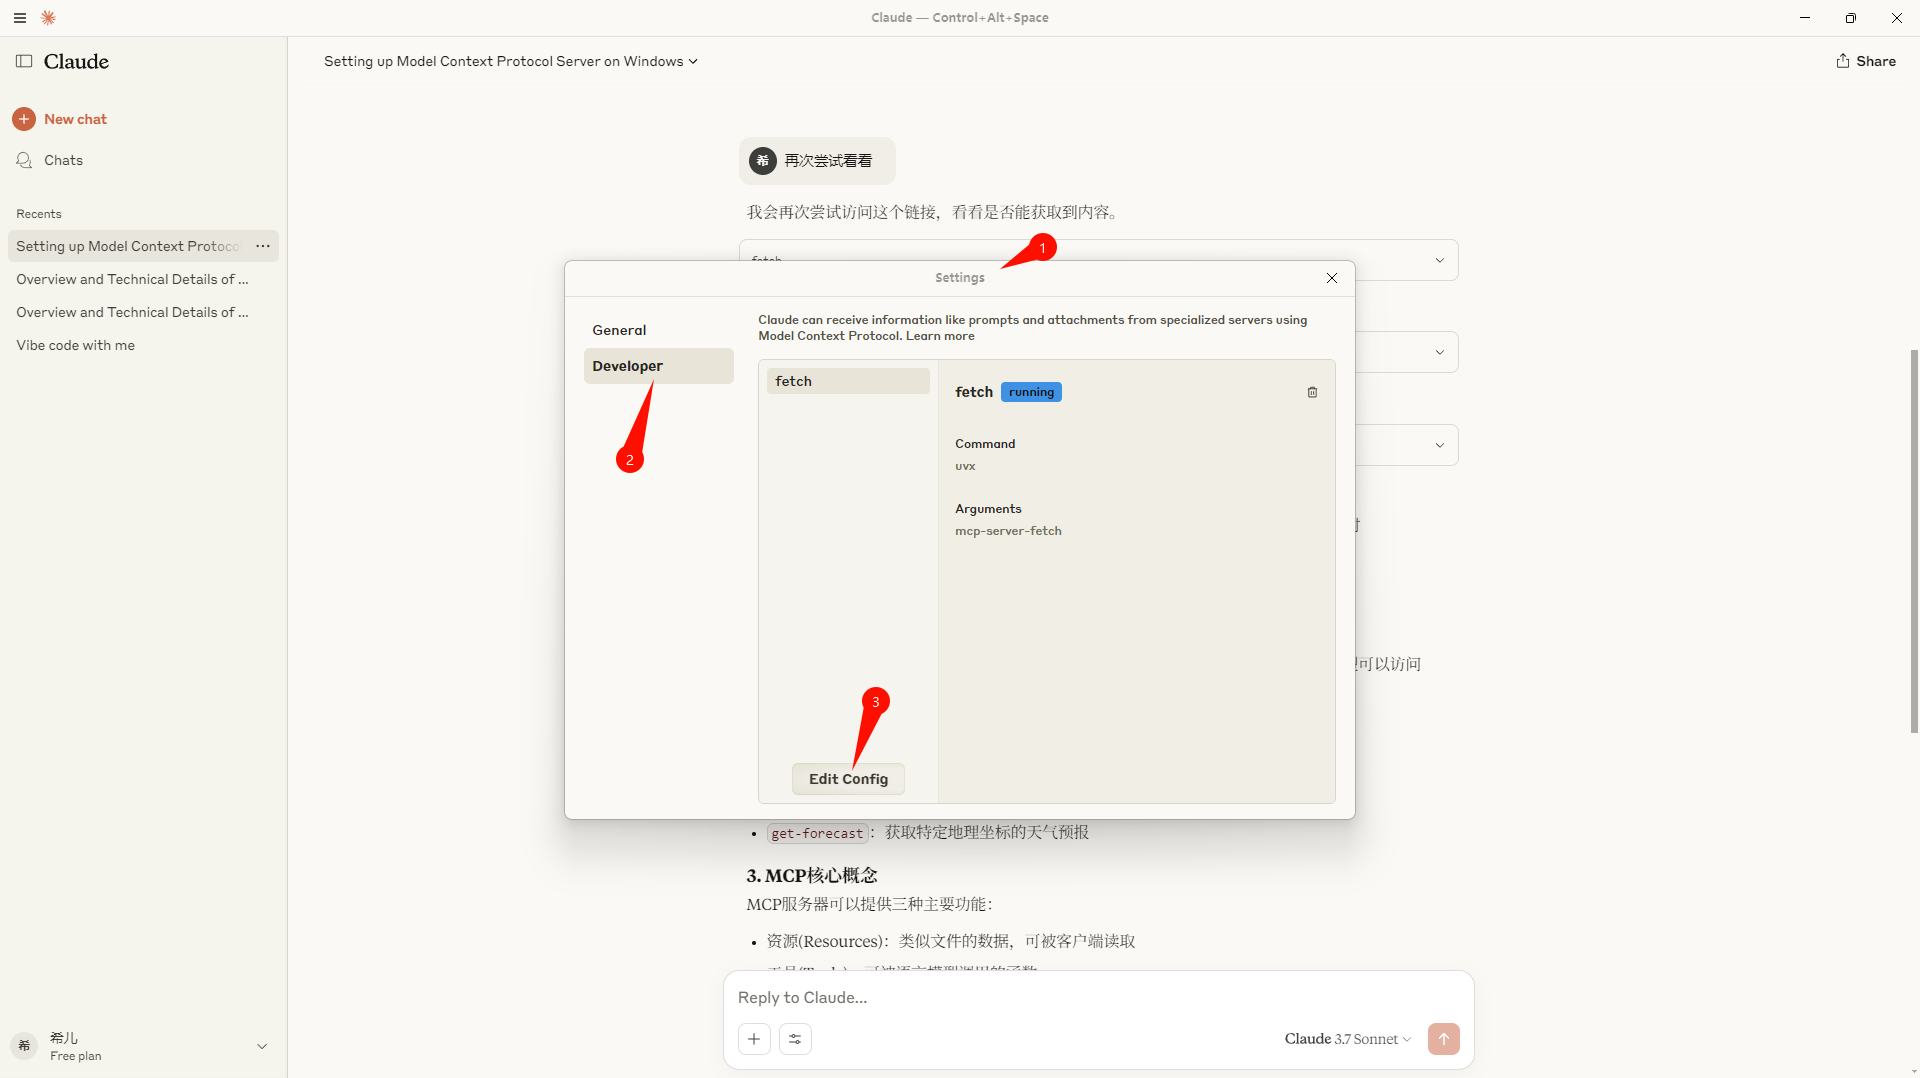 Claude — Control+Alt+Space
Claude
New chat
Chats
Recents
Setting up Model Context Protoco
Overview and Technical Details of ...
Overview and Technical Details of ...
Vibe code with me
希
希儿
Free plan
Setting up Model Context Protocol Server on Windows
Share
希 再次尝试看看
我会再次尝试访问这个链接，看看是否能获取到内容。
fetch
1
Settings
General
Developer
2
Claude can receive information like prompts and attachments from specialized servers using
Model Context Protocol. Learn more
fetch
fetch running
Command
uvx
Arguments
mcp-server-fetch
3
Edit Config
可以访问
get-forecast：获取特定地理坐标的天气预报
3. MCP核心概念
MCP服务器可以提供三种主要功能：
资源(Resources)：类似文件的数据，可被客户端读取
Reply to Claude...
Claude 3.7 Sonnet